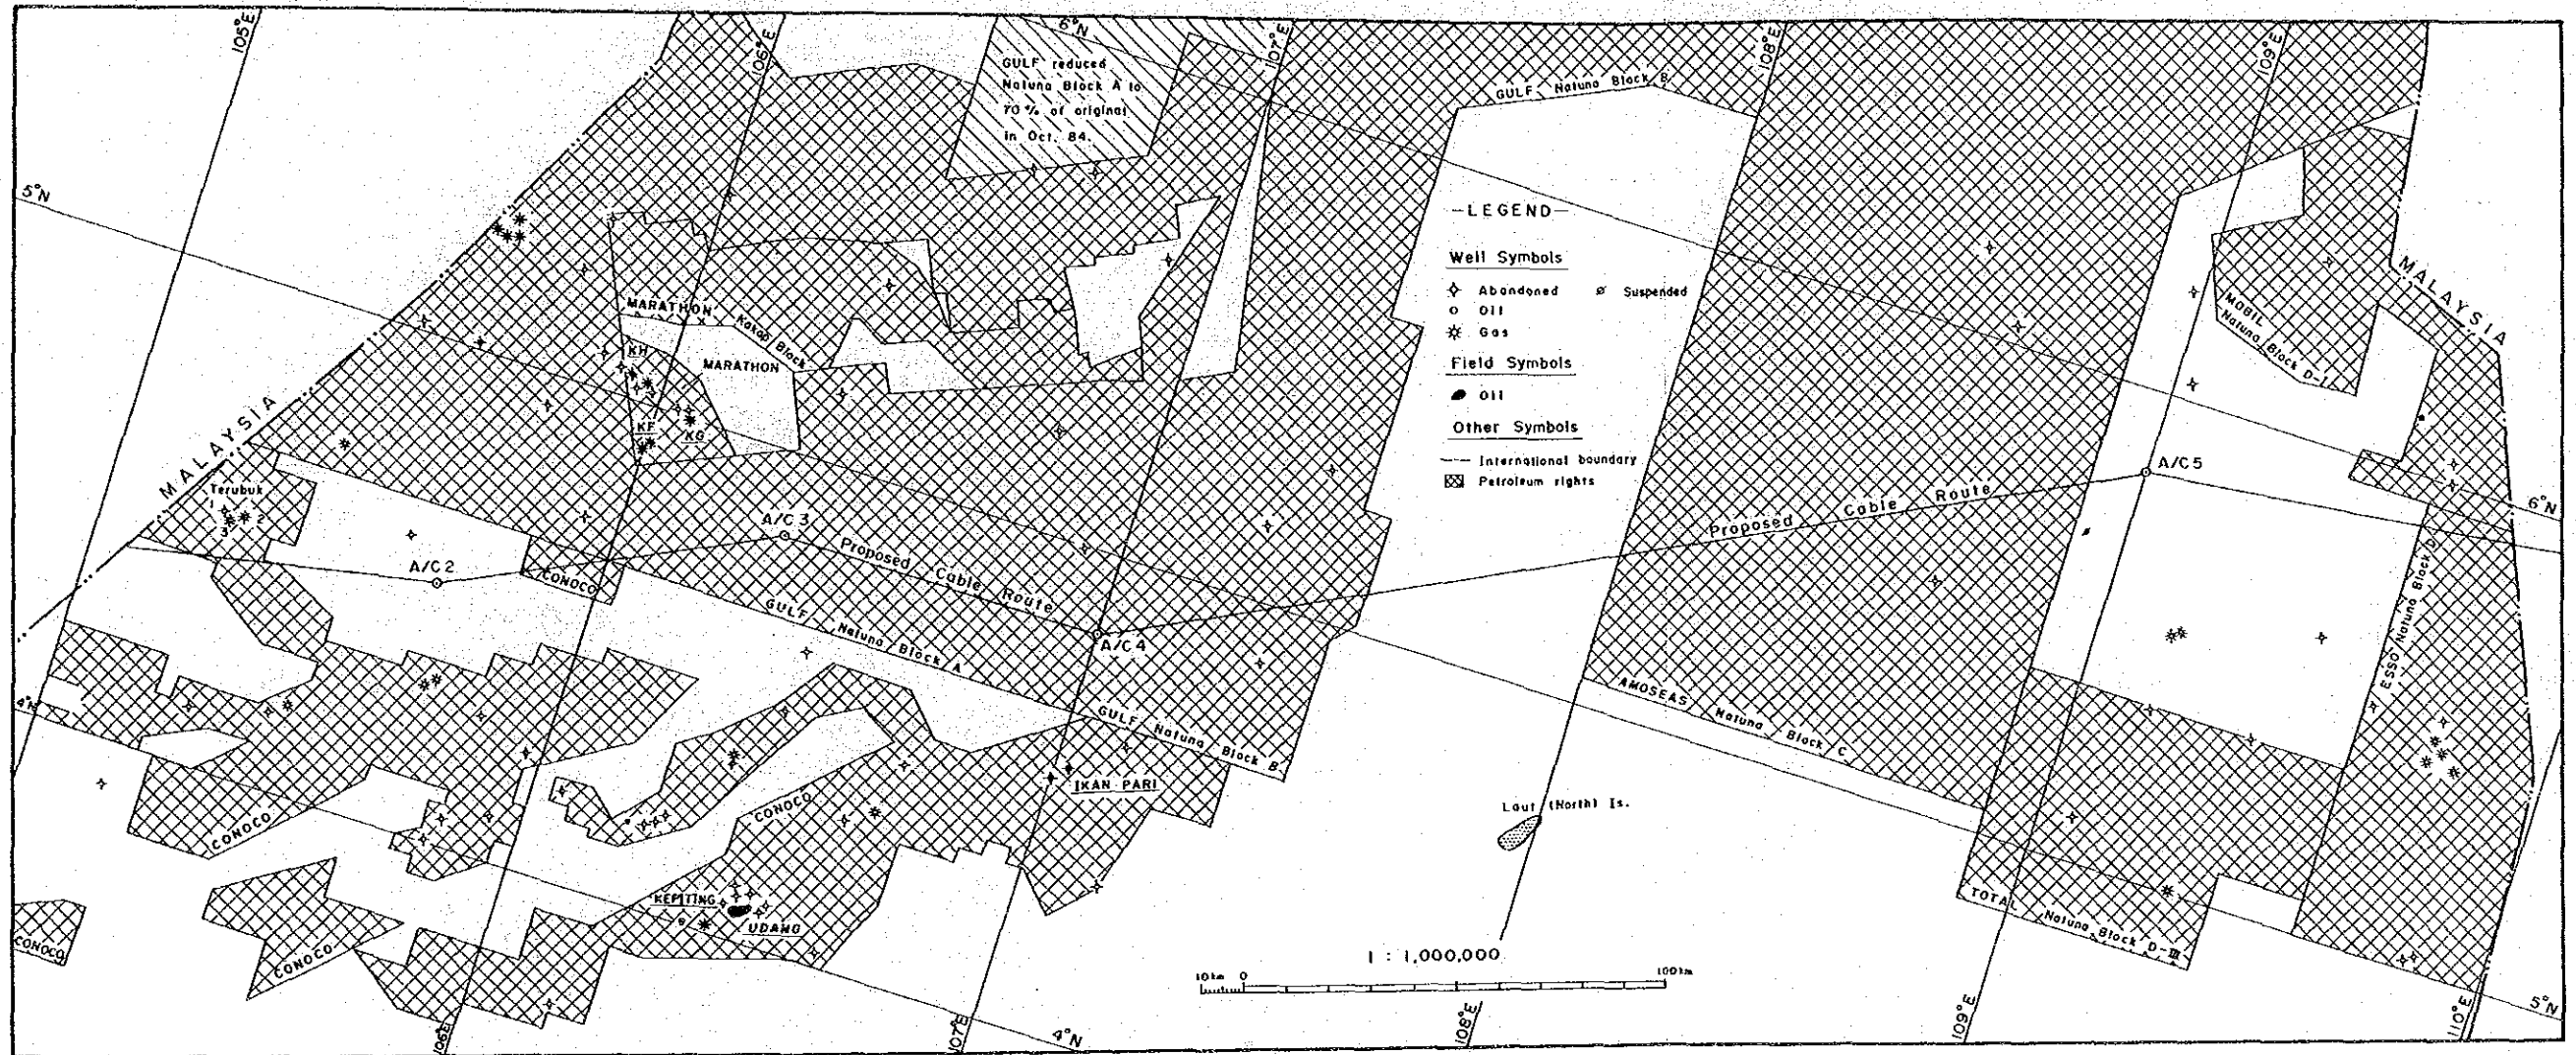 105°E
106°E
6°N
107°E
108°E
109°E
GULF reduced
Natuna Block A to
70 % of original
in Oct. 84.
GULF Natuna Block B
5°N
—LEGEND—
Well Symbols
Abandoned
Suspended
Oil
Gas
Field Symbols
Oil
Other Symbols
International boundary
Petroleum rights
MALAYSIA
MOBIL
Natuna Block D-I
MARATHON Kakap Block
MARATHON
KH
KF
KG
MALAYSIA
Terubuk
1
2
3
A/C 2
A/C 3
A/C 4
A/C 5
Proposed Cable Route
Proposed Cable Route
6°N
CONOCO
GULF Natuna Block A
GULF Natuna Block B
AMOSEAS Natuna Block C
ESSO Natuna Block D
4°N
IKAN PARI
CONOCO
CONOCO
Laut (North) Is.
KEPITING
UDANG
CONOCO
CONOCO
TOTAL Natuna Block D-III
1 : 1,000,000
10km 0 100km
106°E
107°E
4°N
108°E
109°E
110°E
5°N